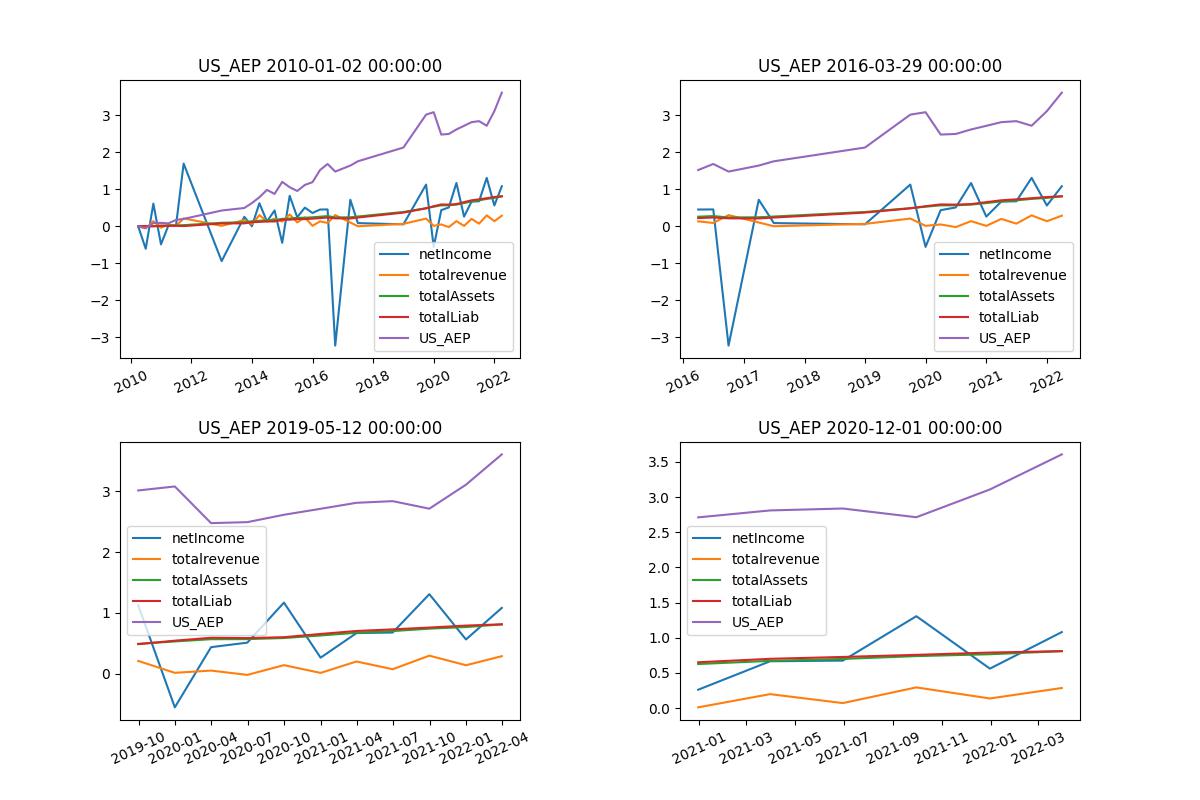 US_AEP 2010-01-02 00:00:00
3
2
1
0
−1
−2
−3
netIncome
totalrevenue
totalAssets
totalLiab
US_AEP
2010 2012 2014 2016 2018 2020 2022
US_AEP 2016-03-29 00:00:00
3
2
1
0
−1
−2
−3
netIncome
totalrevenue
totalAssets
totalLiab
US_AEP
2016 2017 2018 2019 2020 2021 2022
US_AEP 2019-05-12 00:00:00
3
2
1
0
netIncome
totalrevenue
totalAssets
totalLiab
US_AEP
2019-10 2020-01 2020-04 2020-07 2020-10 2021-01 2021-04 2021-07 2021-10 2022-01 2022-04
US_AEP 2020-12-01 00:00:00
3.5
3.0
2.5
2.0
1.5
1.0
0.5
0.0
netIncome
totalrevenue
totalAssets
totalLiab
US_AEP
2021-01 2021-03 2021-05 2021-07 2021-09 2021-11 2022-01 2022-03